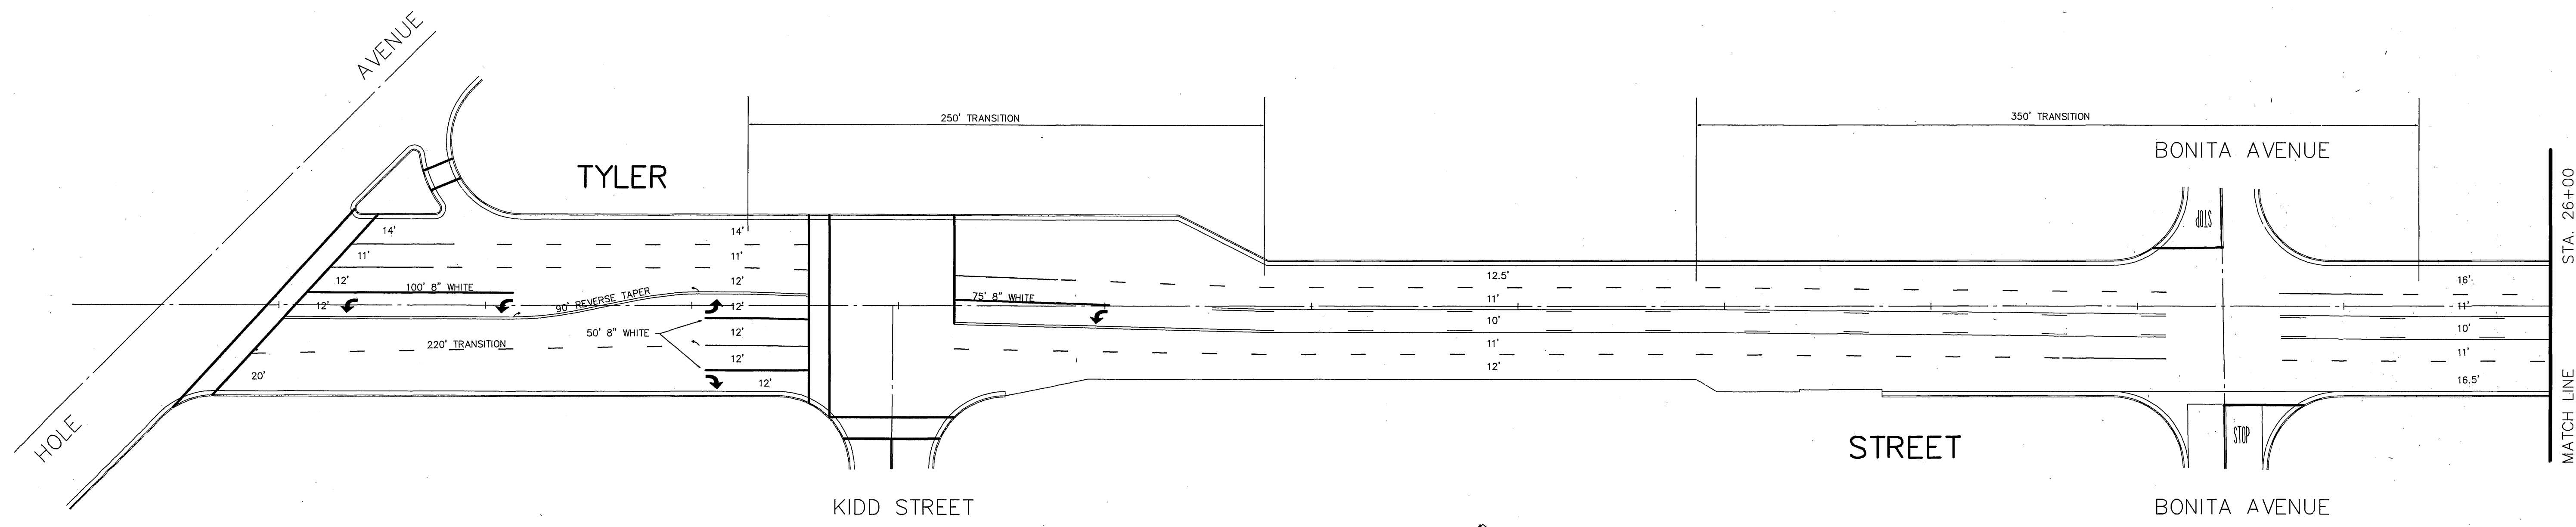 HOLE AVENUE
TYLER
STREET
250' TRANSITION
350' TRANSITION
BONITA AVENUE
STA. 26+00
MATCH LINE
STOP
14'
11'
12'
100' 8" WHITE
12'
90' REVERSE TAPER
220' TRANSITION
20'
50' 8" WHITE
14'
11'
12'
12'
12'
12'
12'
75' 8" WHITE
12.5'
11'
10'
11'
12'
16'
11'
10'
11'
16.5'
STOP
KIDD STREET
BONITA AVENUE